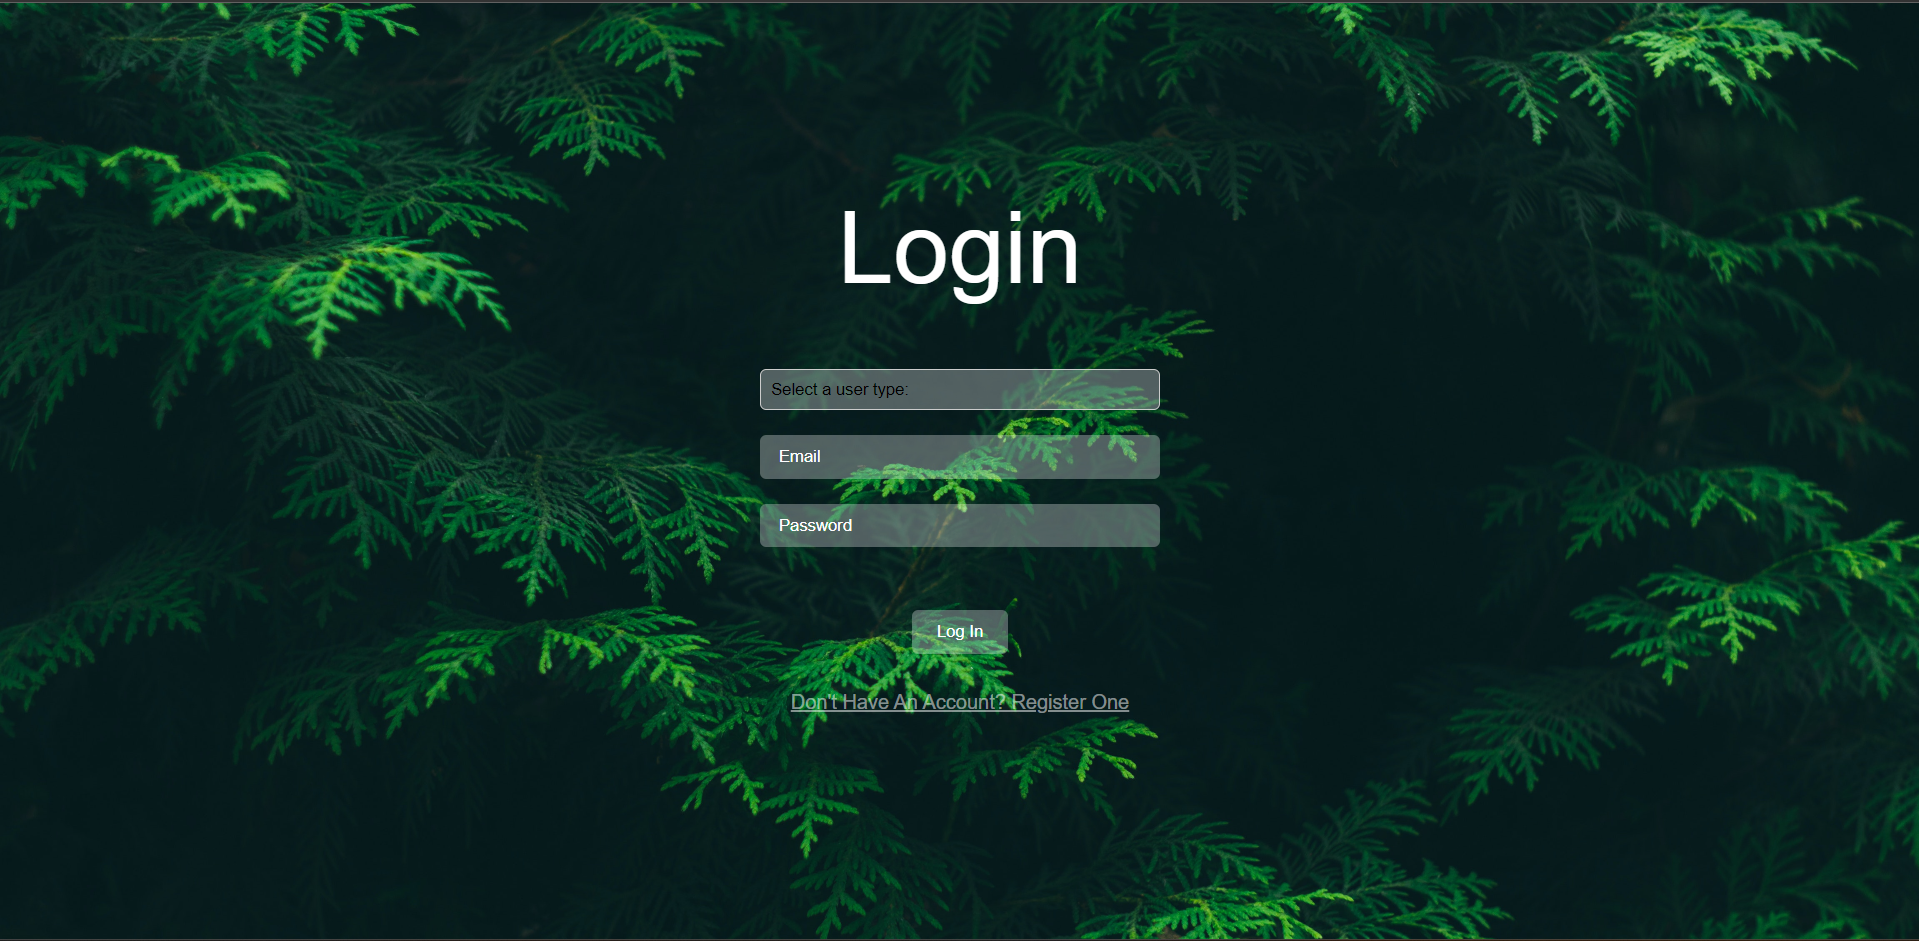 Login
Select a user type:
Email
Password
Log In
Don't Have An Account? Register One